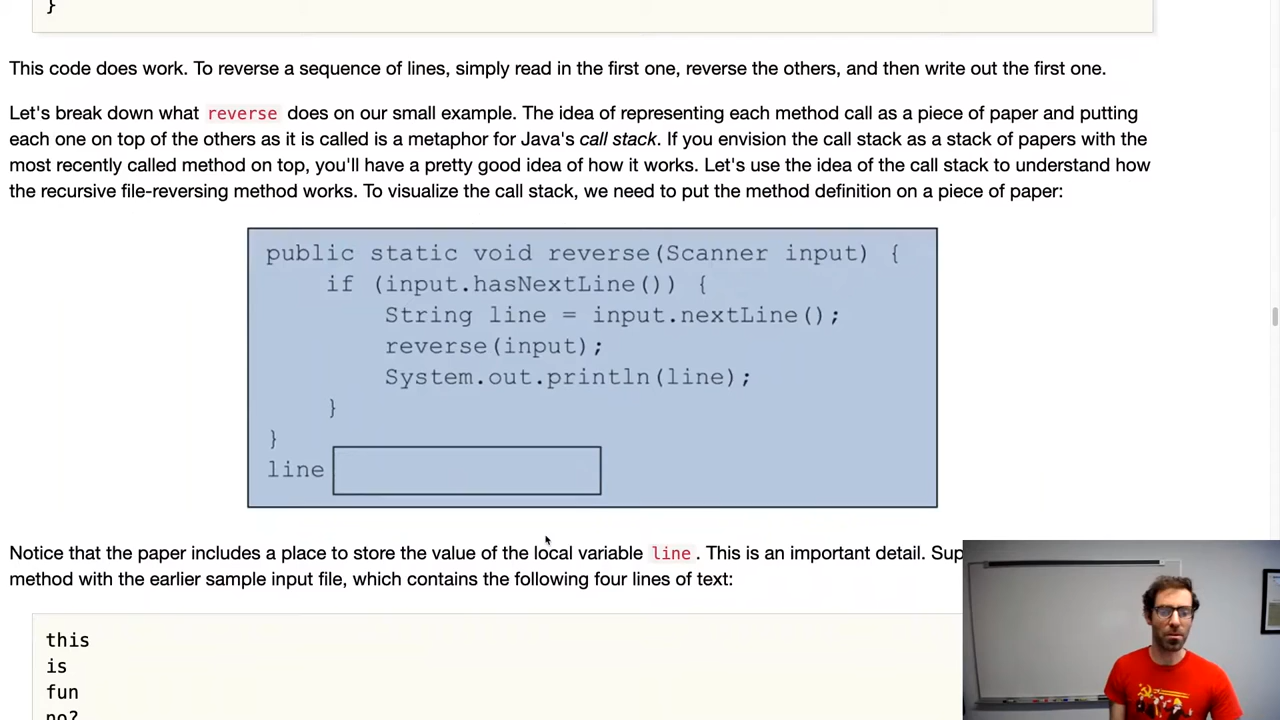 }
This code does work. To reverse a sequence of lines, simply read in the first one, reverse the others, and then write out the first one.
Let's break down what reverse does on our small example. The idea of representing each method call as a piece of paper and putting
each one on top of the others as it is called is a metaphor for Java's call stack. If you envision the call stack as a stack of papers with the
most recently called method on top, you'll have a pretty good idea of how it works. Let's use the idea of the call stack to understand how
the recursive file-reversing method works. To visualize the call stack, we need to put the method definition on a piece of paper:
public static void reverse(Scanner input) {
if (input.hasNextLine()) {
String line = input.nextLine();
reverse(input);
System.out.println(line);
}
}
line
Notice that the paper includes a place to store the value of the local variable line. This is an important detail. Sup
method with the earlier sample input file, which contains the following four lines of text:
this
is
fun
no?